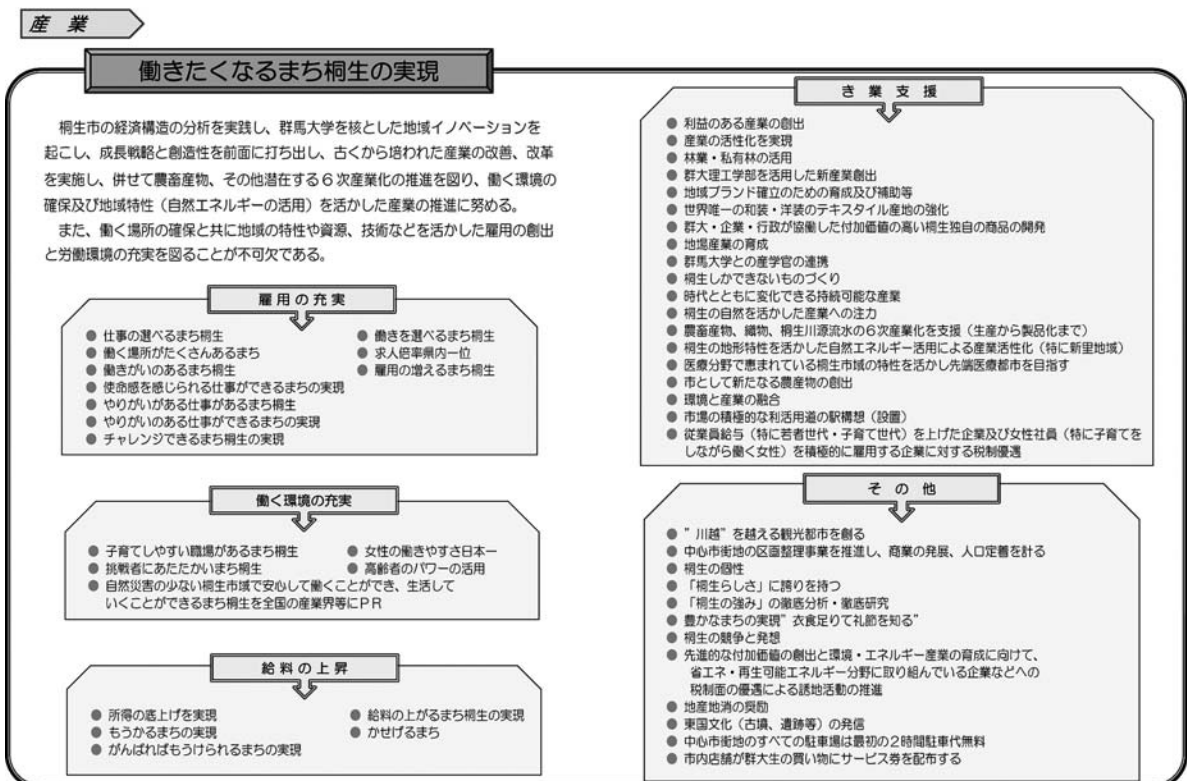 産 業
働きたくなるまち桐生の実現
桐生市の経済構造の分析を実践し、群馬大学を核とした地域イノベーションを
起こし、成長戦略と創造性を前面に打ち出し、古くから培われた産業の改善、改革
を実施し、併せて農畜産物、その他潜在する6次産業化の推進を図り、働く環境の
確保及び地域特性(自然エネルギーの活用)を活かした産業の推進に努める。
また、働く場所の確保と共に地域の特性や資源、技術などを活かした雇用の創出
と労働環境の充実を図ることが不可欠である。
雇用の充実
● 仕事の選べるまち桐生
● 働く場所がたくさんあるまち
● 働きがいのあるまち桐生
● 使命感を感じられる仕事ができるまちの実現
● やりがいがある仕事があるまち桐生
● やりがいのある仕事ができるまちの実現
● チャレンジできるまち桐生の実現
● 働きを選べるまち桐生
● 求人倍率県内一位
● 雇用の増えるまち桐生
働く環境の充実
● 子育てしやすい職場があるまち桐生
● 挑戦者にあたたかいまち桐生
● 女性の働きやすさ日本一
● 高齢者のパワーの活用
● 自然災害の少ない桐生市域で安心して働くことができ、生活して
いくことができるまち桐生を全国の産業界等にPR
給料の上昇
● 所得の底上げを実現
● もうかるまちの実現
● がんばればもうけられるまちの実現
● 給料の上がるまち桐生の実現
● かせげるまち
き 業 支 援
● 利益のある産業の創出
● 産業の活性化を実現
● 林業・私有林の活用
● 群大理工学部を活用した新産業創出
● 地域ブランド確立のための育成及び補助等
● 世界唯一の和装・洋装のテキスタイル産地の強化
● 群大・企業・行政が協働した付加価値の高い桐生独自の商品の開発
● 地場産業の育成
● 群馬大学との産学官の連携
● 桐生しかできないものづくり
● 時代とともに変化できる持続可能な産業
● 桐生の自然を活かした産業への注力
● 農畜産物、織物、桐生川源流水の6次産業化を支援(生産から製品化まで)
● 桐生の地形特性を活かした自然エネルギー活用による産業活性化(特に新里地域)
● 医療分野で恵まれている桐生市域の特性を活かし先端医療都市を目指す
● 市として新たなる農産物の創出
● 環境と産業の融合
● 市場の積極的な利活用道の駅構想(設置)
● 従業員給与(特に若者世代・子育て世代)を上げた企業及び女性社員(特に子育てを
しながら働く女性)を積極的に雇用する企業に対する税制優遇
そ の 他
● ”川越”を越える観光都市を創る
● 中心市街地の区画整理事業を推進し、商業の発展、人口定着を計る
● 桐生の個性
● 「桐生らしさ」に誇りを持つ
● 「桐生の強み」の徹底分析・徹底研究
● 豊かなまちの実現”衣食足りて礼節を知る”
● 桐生の競争と発想
● 先進的な付加価値の創出と環境・エネルギー産業の育成に向けて、
省エネ・再生可能エネルギー分野に取り組んでいる企業などへの
税制面の優遇による誘地活動の推進
● 地産地消の奨励
● 東国文化(古墳、遺跡等)の発信
● 中心市街地のすべての駐車場は最初の2時間駐車代無料
● 市内店舗が群大生の買い物にサービス券を配布する